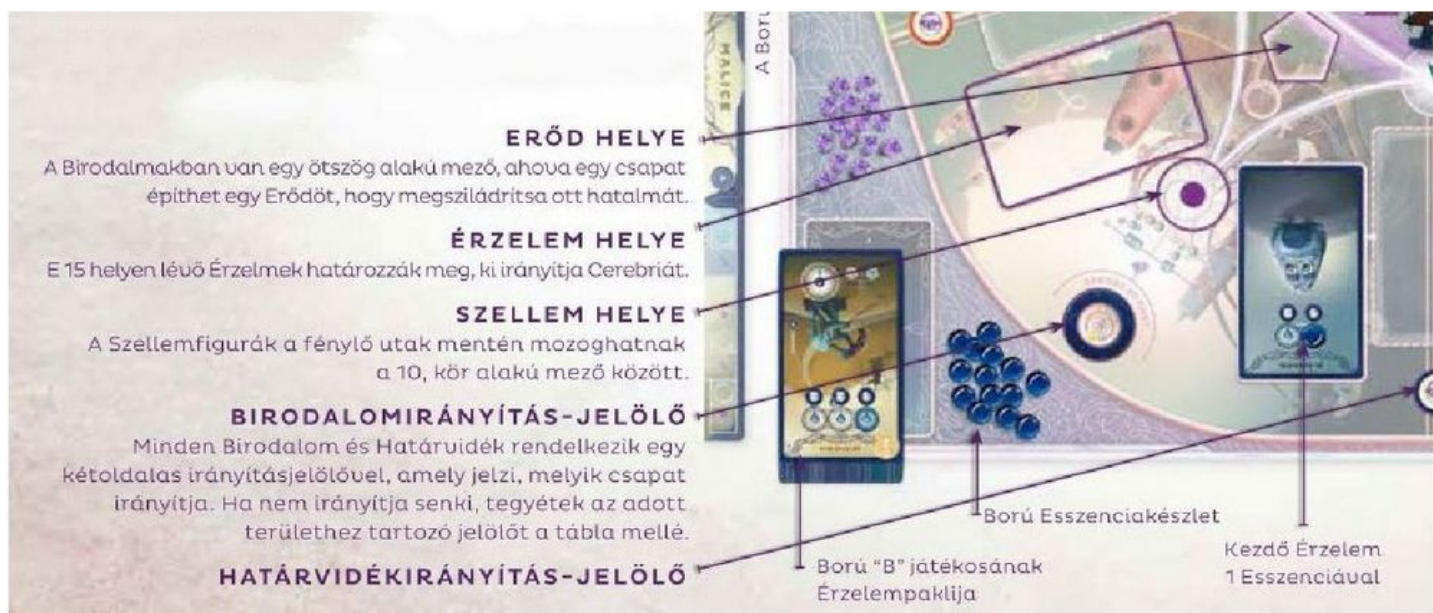 MALICE
A Ború
ERŐD HELYE
A Birodalmakban van egy ötszög alakú mező, ahova egy csapat
építhet egy Erődöt, hogy megsziládrítsa ott hatalmát.
ÉRZELEM HELYE
E 15 helyen lévő Érzelmek határozzák meg, ki irányítja Cerebriát.
SZELLEM HELYE
A Szellemfigurák a fénylő utak mentén mozoghatnak
a 10, kör alakú mező között.
BIRODALOMIRÁNYÍTÁS-JELÖLŐ
Minden Birodalom és Határvidék rendelkezik egy
kétoldalas irányításjelölővel, amely jelzi, melyik csapat
irányítja. Ha nem irányítja senki, tegyétek az adott
területhez tartozó jelölőt a tábla mellé.
HATÁRVIDÉKIRÁNYÍTÁS-JELÖLŐ
Ború "B" játékosának
Érzelempaklija
Ború Esszenciakészlet
Kezdő Érzelem
1 Esszenciával